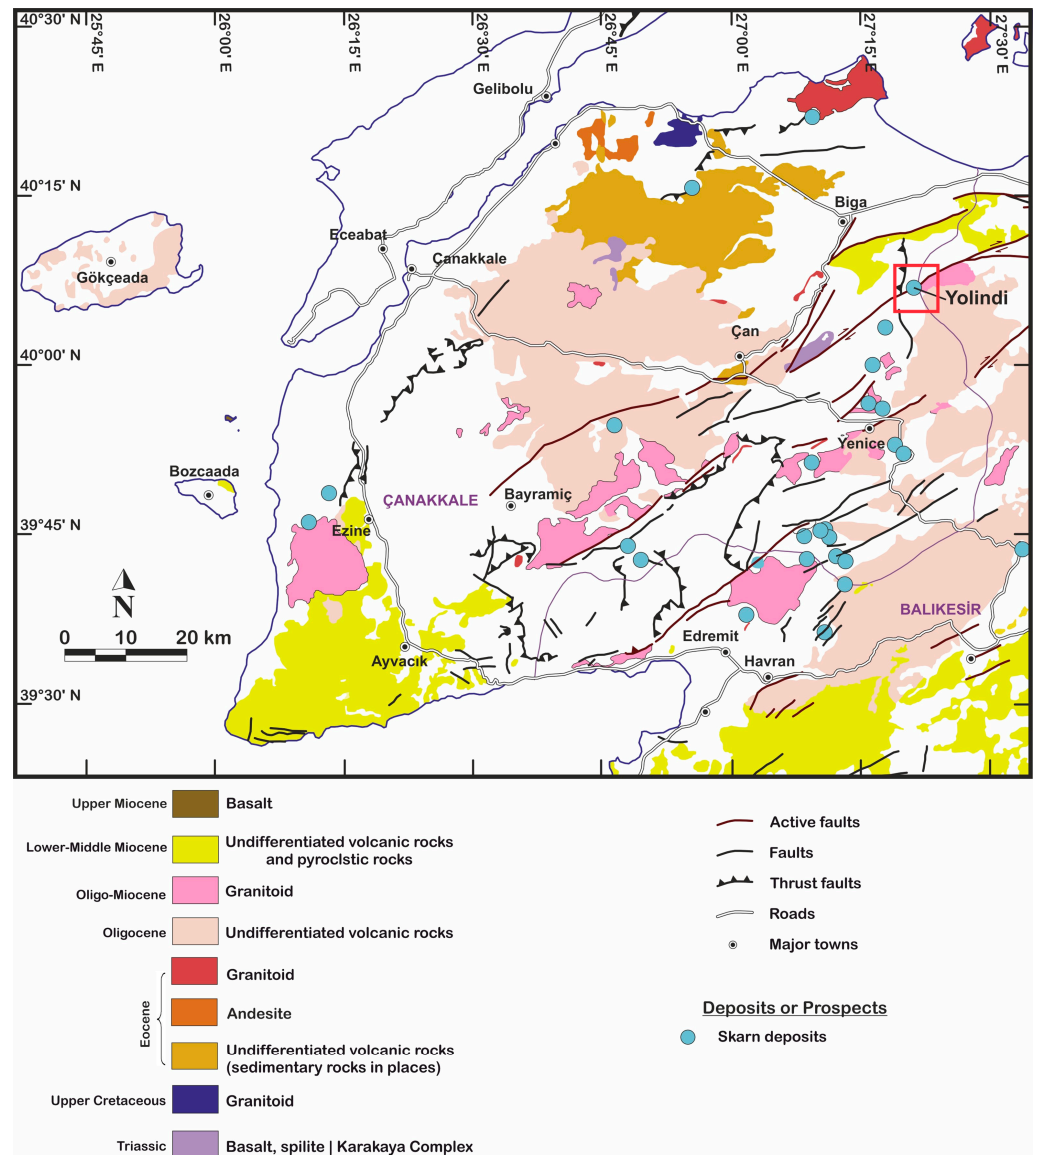 40°30' N
25°45' E
26°00' E
26°15' E
26°30' E
26°45' E
27°00' E
27°15' E
27°30' E
Gelibolu
40°15' N
Biga
Eceabat
Çanakkale
Gökçeada
Yolindi
Çan
40°00' N
Yenice
Bozcaada
ÇANAKKALE
Bayramiç
39°45' N
Ezine
N
BALIKESİR
0 10 20 km
Edremit
Ayvacık
Havran
39°30' N
Upper Miocene Basalt
Lower-Middle Miocene Undifferentiated volcanic rocks
and pyroclstic rocks
Oligo-Miocene Granitoid
Oligocene Undifferentiated volcanic rocks
Eocene
Granitoid
Andesite
Undifferentiated volcanic rocks
(sedimentary rocks in places)
Upper Cretaceous Granitoid
Triassic Basalt, spilite | Karakaya Complex
Active faults
Faults
Thrust faults
Roads
Major towns
Deposits or Prospects
Skarn deposits